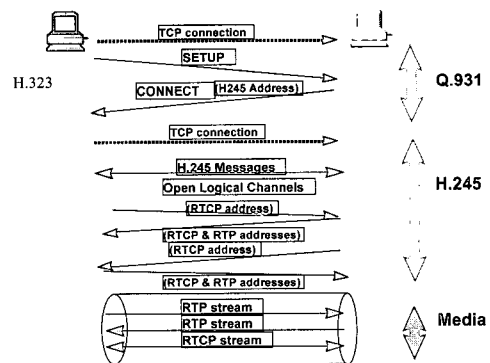 TCP connection
SETUP
H.323
CONNECT (H245 Address)
Q.931
TCP connection
H.245 Messages
H.245
Open Logical Channels
(RTCP address)
(RTCP & RTP addresses)
(RTCP address)
(RTCP & RTP addresses)
RTP stream
Media
RTP stream
RTCP stream